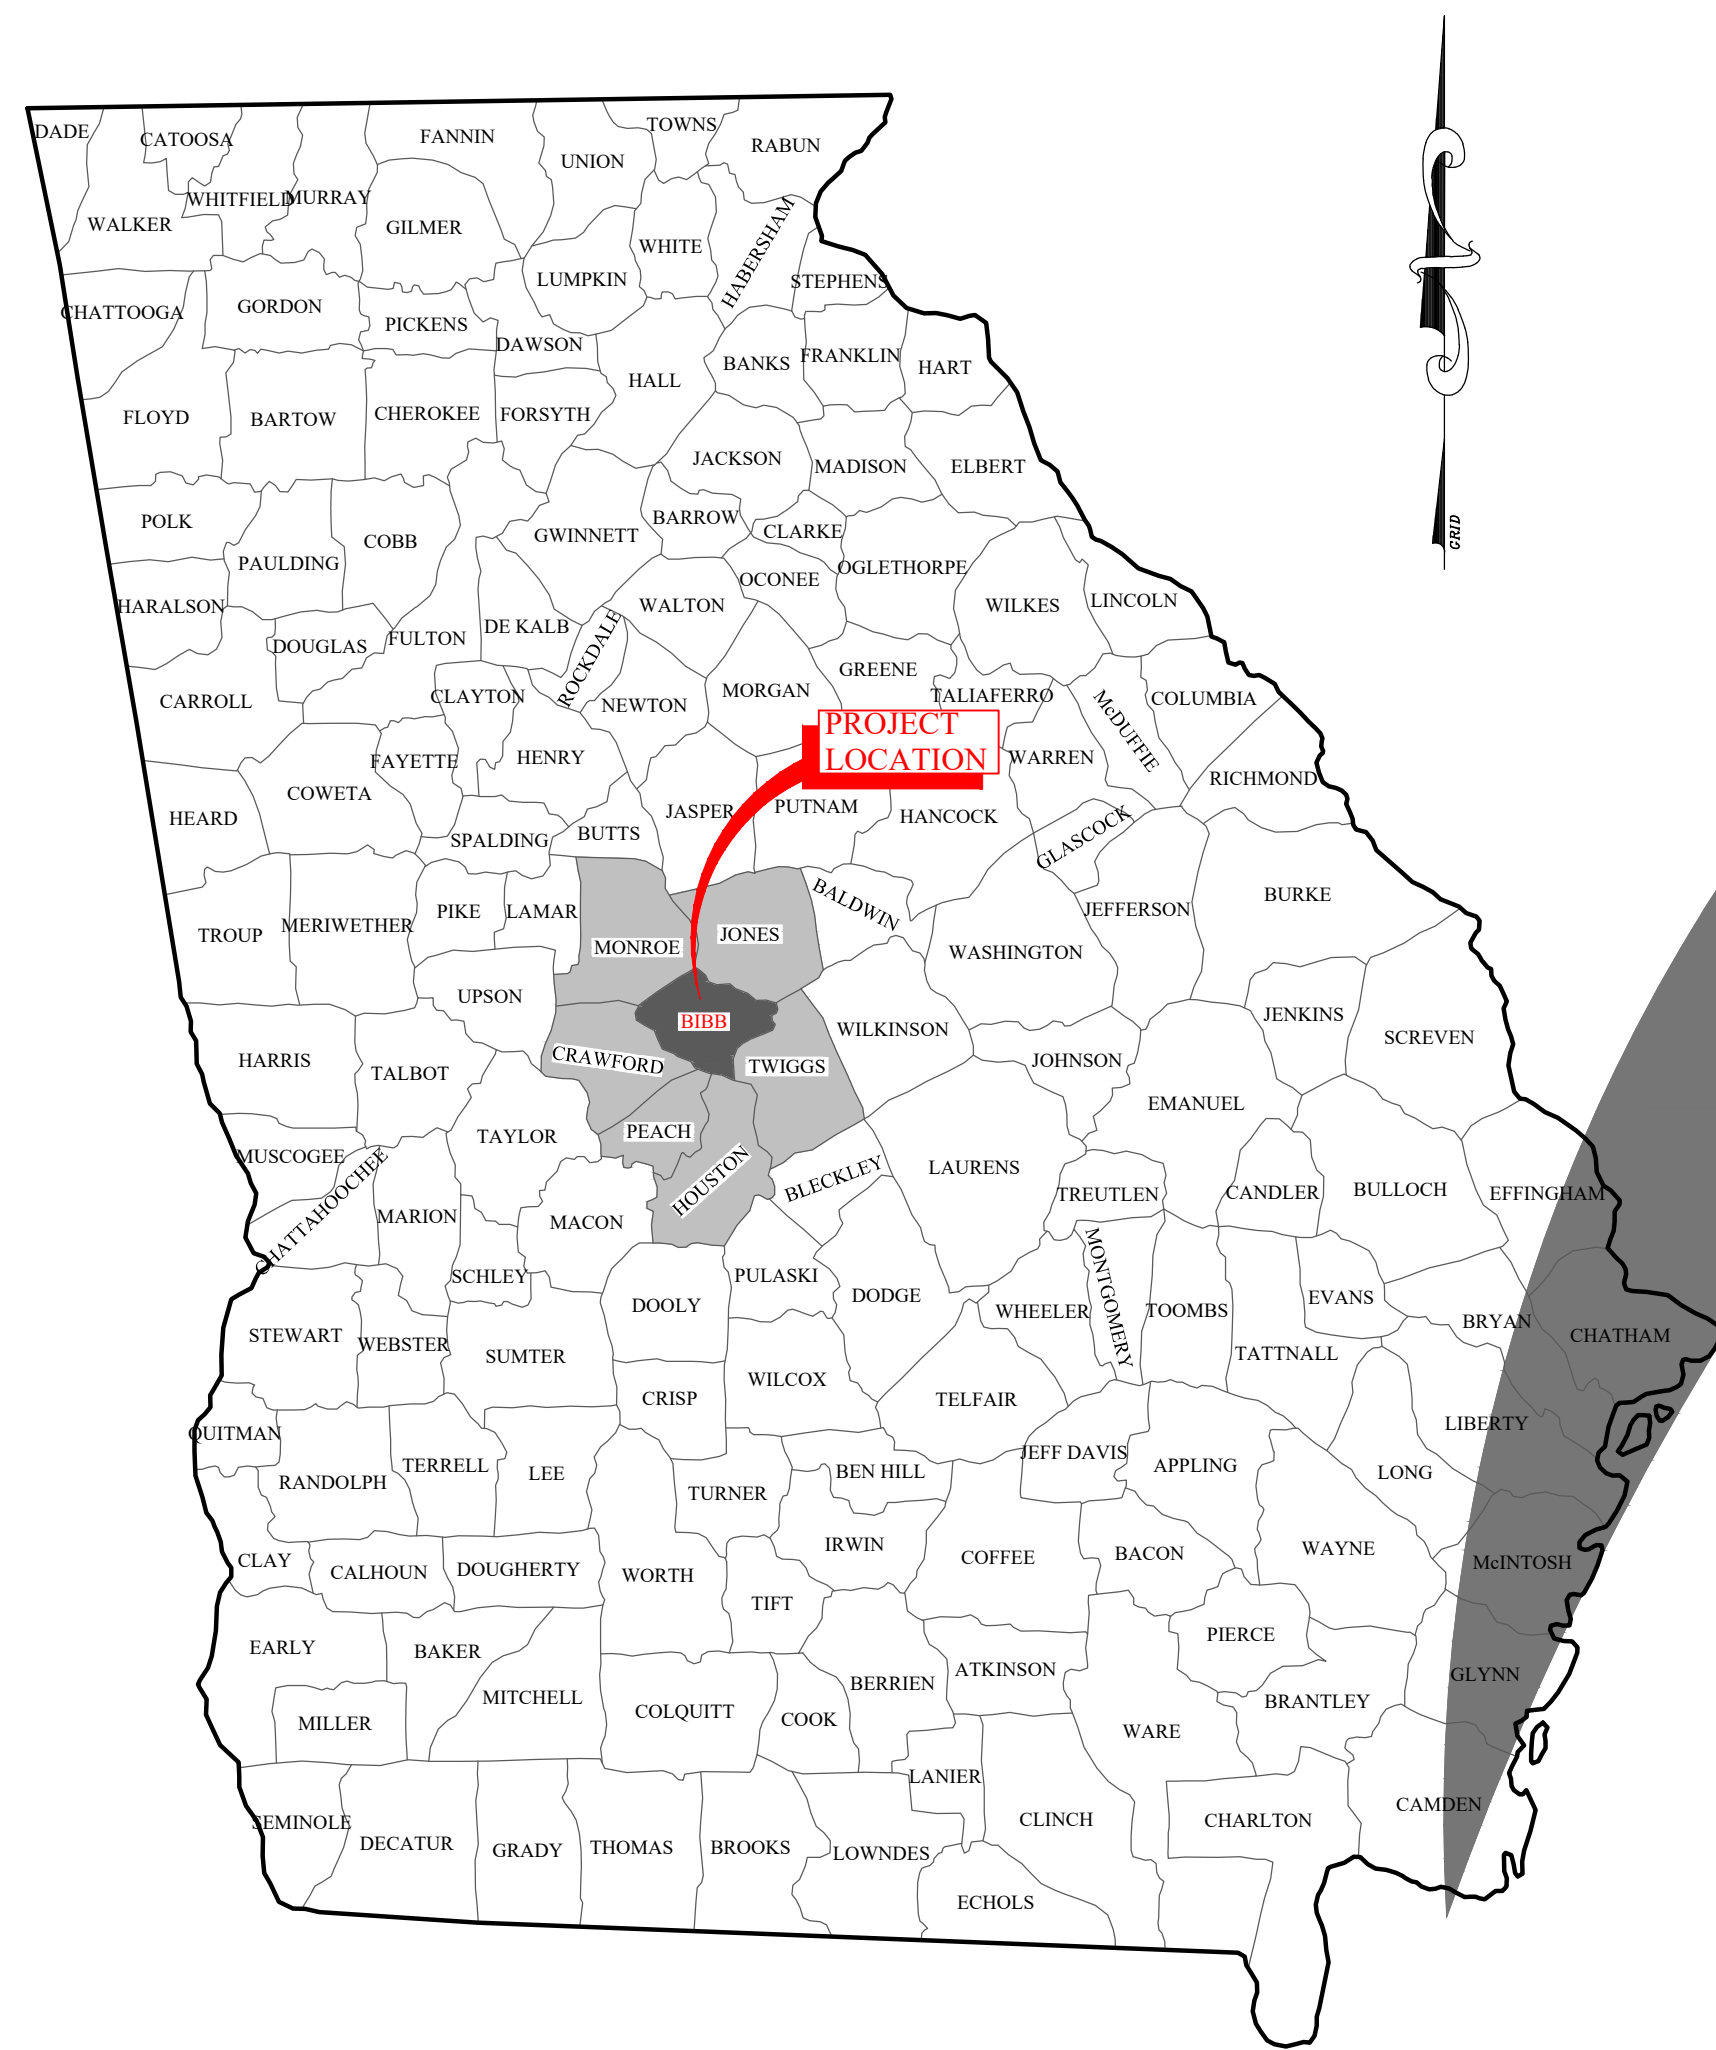 DADE
CATOOSA
FANNIN
TOWNS
UNION
RABUN
WHITFIELD
MURRAY
WALKER
GILMER
WHITE
HABERSHAM
LUMPKIN
STEPHENS
CHATTOOGA
GORDON
PICKENS
DAWSON
BANKS
FRANKLIN
HART
HALL
FLOYD
BARTOW
CHEROKEE
FORSYTH
JACKSON
MADISON
ELBERT
POLK
PAULDING
COBB
GWINNETT
BARROW
CLARKE
GRID
OCONEE
OGLETHORPE
HARALSON
WALTON
WILKES
LINCOLN
DOUGLAS
FULTON
DE KALB
ROCKDALE
GREENE
CARROLL
CLAYTON
NEWTON
MORGAN
TALIAFERRO
McDUFFIE
COLUMBIA
PROJECT
LOCATION
FAYETTE
HENRY
WARREN
RICHMOND
COWETA
HEARD
SPALDING
BUTTS
JASPER
PUTNAM
HANCOCK
GLASCOCK
TROUP
MERIWETHER
PIKE
LAMAR
MONROE
JONES
BALDWIN
WASHINGTON
JEFFERSON
BURKE
UPSON
BIBB
WILKINSON
JENKINS
SCREVEN
HARRIS
TALBOT
CRAWFORD
TWIGGS
JOHNSON
EMANUEL
MUSCOGEE
CHATTAHOOCHEE
TAYLOR
PEACH
HOUSTON
BLECKLEY
LAURENS
TREUTLEN
CANDLER
BULLOCH
EFFINGHAM
MARION
MACON
SCHLEY
DOOLY
PULASKI
DODGE
WHEELER
MONTGOMERY
TOOMBS
EVANS
BRYAN
CHATHAM
STEWART
WEBSTER
SUMTER
TATTNALL
CRISP
WILCOX
TELFAIR
LIBERTY
QUITMAN
RANDOLPH
TERRELL
LEE
TURNER
BEN HILL
JEFF DAVIS
APPLING
LONG
CLAY
CALHOUN
DOUGHERTY
WORTH
TIFT
IRWIN
COFFEE
BACON
WAYNE
McINTOSH
EARLY
BAKER
MITCHELL
COLQUITT
COOK
BERRIEN
ATKINSON
PIERCE
BRANTLEY
GLYNN
MILLER
WARE
LANIER
CLINCH
CHARLTON
CAMDEN
SEMINOLE
DECATUR
GRADY
THOMAS
BROOKS
LOWNDES
ECHOLS